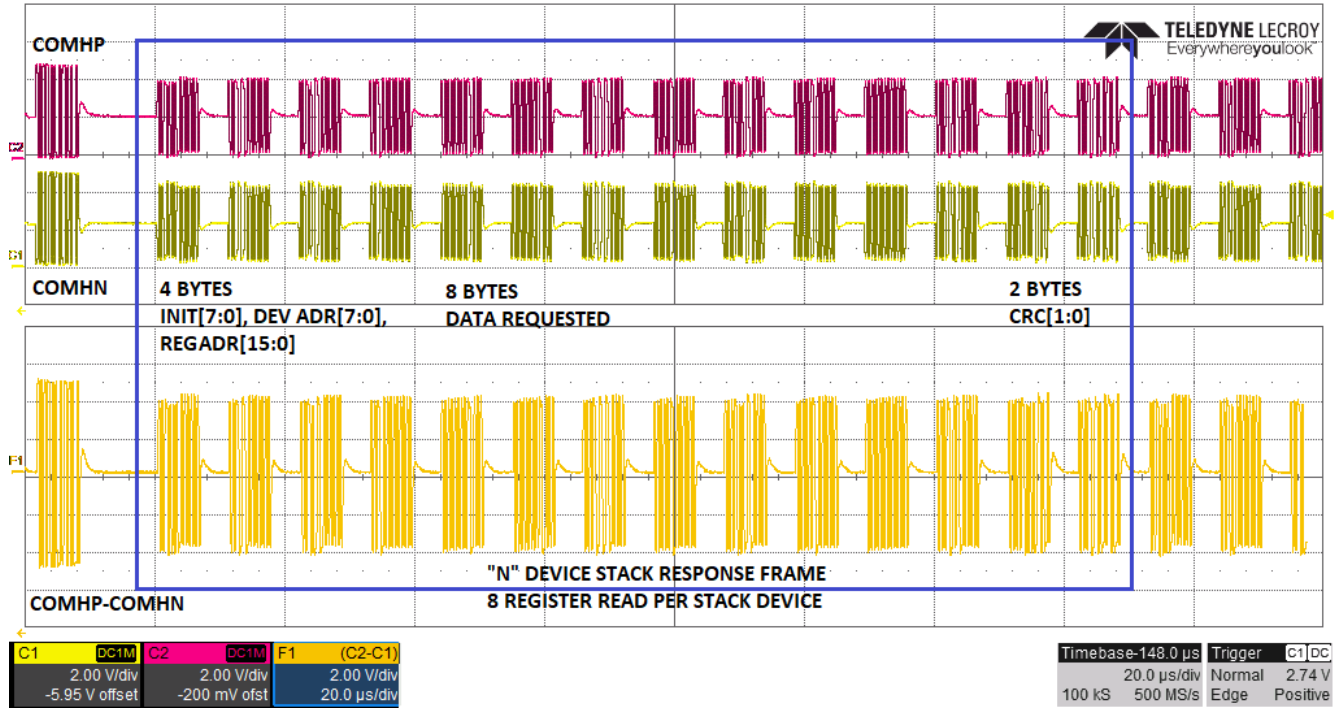 COMHP
TELEDYNE LECROY
Everywhereyoulook
C1
COMHN
4 BYTES
INIT[7:0], DEV ADR[7:0],
REGADR[15:0]
8 BYTES
DATA REQUESTED
2 BYTES
CRC[1:0]
F1
"N" DEVICE STACK RESPONSE FRAME
8 REGISTER READ PER STACK DEVICE
COMHP-COMHN
C1 DC1M
2.00 V/div
-5.95 V offset
C2 DC1M
2.00 V/div
-200 mV ofst
F1 (C2-C1)
2.00 V/div
20.0 µs/div
Timebase -148.0 µs
20.0 µs/div
100 kS 500 MS/s
Trigger C1 DC
Normal 2.74 V
Edge Positive